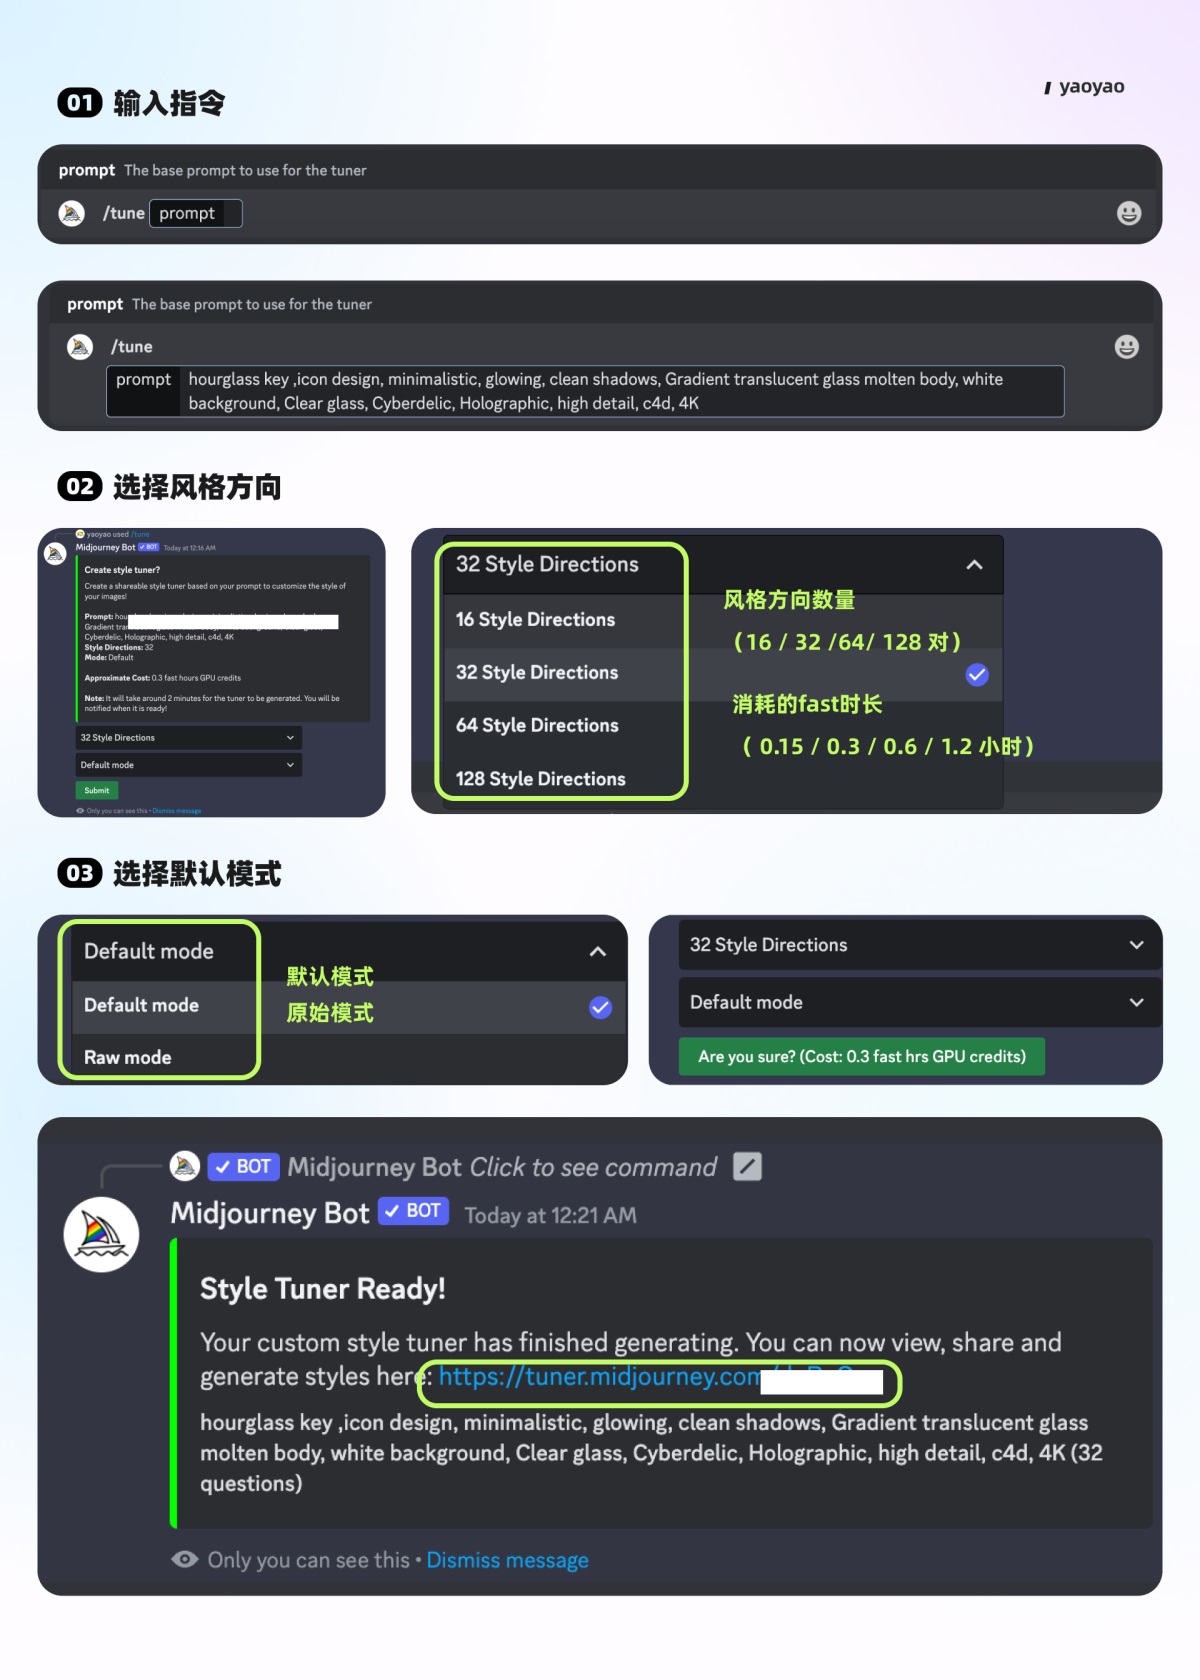 yaoyao
01 输入指令
prompt The base prompt to use for the tuner
/tune prompt
prompt The base prompt to use for the tuner
/tune
prompt hourglass key ,icon design, minimalistic, glowing, clean shadows, Gradient translucent glass molten body, white
background, Clear glass, Cyberdelic, Holographic, high detail, c4d, 4K
02 选择风格方向
yaoyao used /tune
Midjourney Bot BOT Today at 12:16 AM
Create style tuner?
Create a shareable style tuner based on your prompt to customize the style of
your images!
Prompt:
Gradient
Cyberdelic, Holographic, high detail, c4d, 4K
Style Directions: 32
Mode: Default
Approximate Cost: 0.3 fast hours GPU credits
Note: It will take around 2 minutes for the tuner to be generated. You will be
notified when it is ready!
32 Style Directions
Default mode
Submit
Only you can see this • Dismiss message
32 Style Directions
16 Style Directions
32 Style Directions
64 Style Directions
128 Style Directions
风格方向数量
（16 / 32 /64/ 128 对）
消耗的fast时长
（ 0.15 / 0.3 / 0.6 / 1.2 小时）
03 选择默认模式
Default mode
Default mode
Raw mode
默认模式
原始模式
32 Style Directions
Default mode
Are you sure? (Cost: 0.3 fast hrs GPU credits)
BOT Midjourney Bot Click to see command
Midjourney Bot BOT Today at 12:21 AM
Style Tuner Ready!
Your custom style tuner has finished generating. You can now view, share and
generate styles here: https://tuner.midjourney.com
hourglass key ,icon design, minimalistic, glowing, clean shadows, Gradient translucent glass
molten body, white background, Clear glass, Cyberdelic, Holographic, high detail, c4d, 4K (32
questions)
Only you can see this • Dismiss message